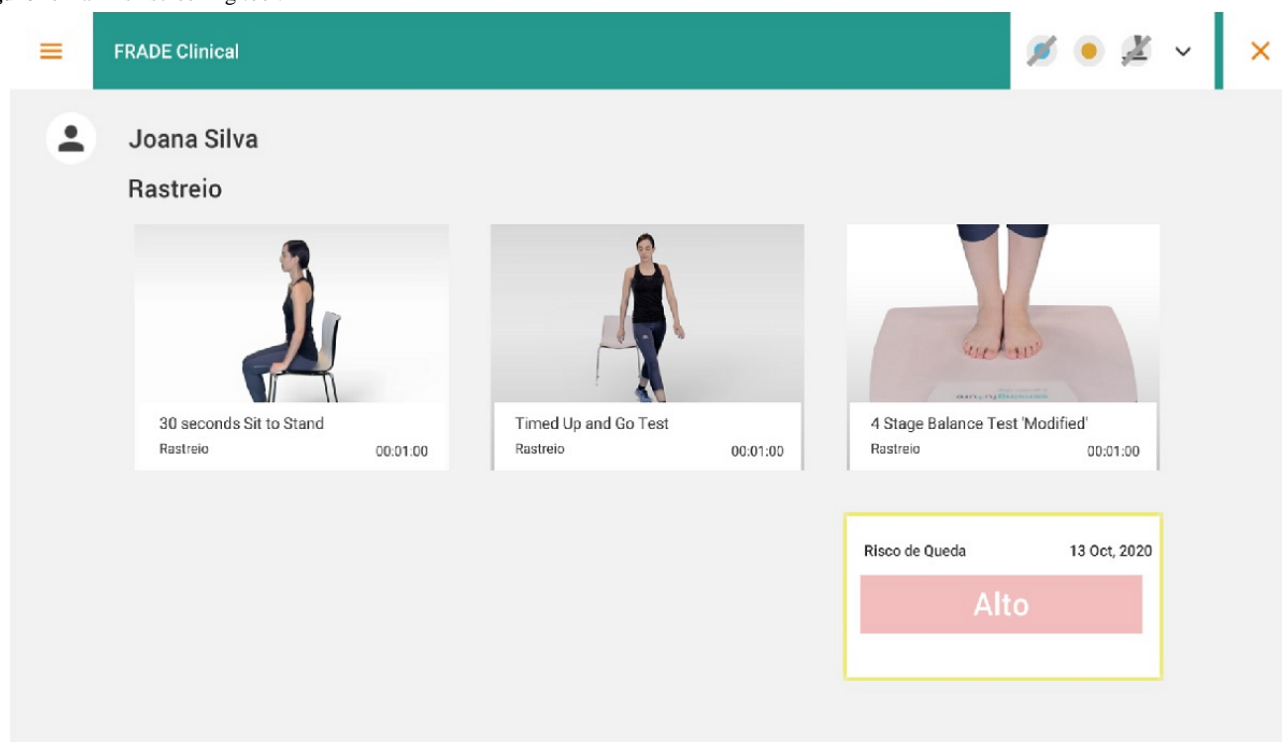 FRADE Clinical
Joana Silva
Rastreio
30 seconds Sit to Stand
Rastreio 00:01:00
Timed Up and Go Test
Rastreio 00:01:00
4 Stage Balance Test 'Modified'
Rastreio 00:01:00
Risco de Queda 13 Oct, 2020
Alto